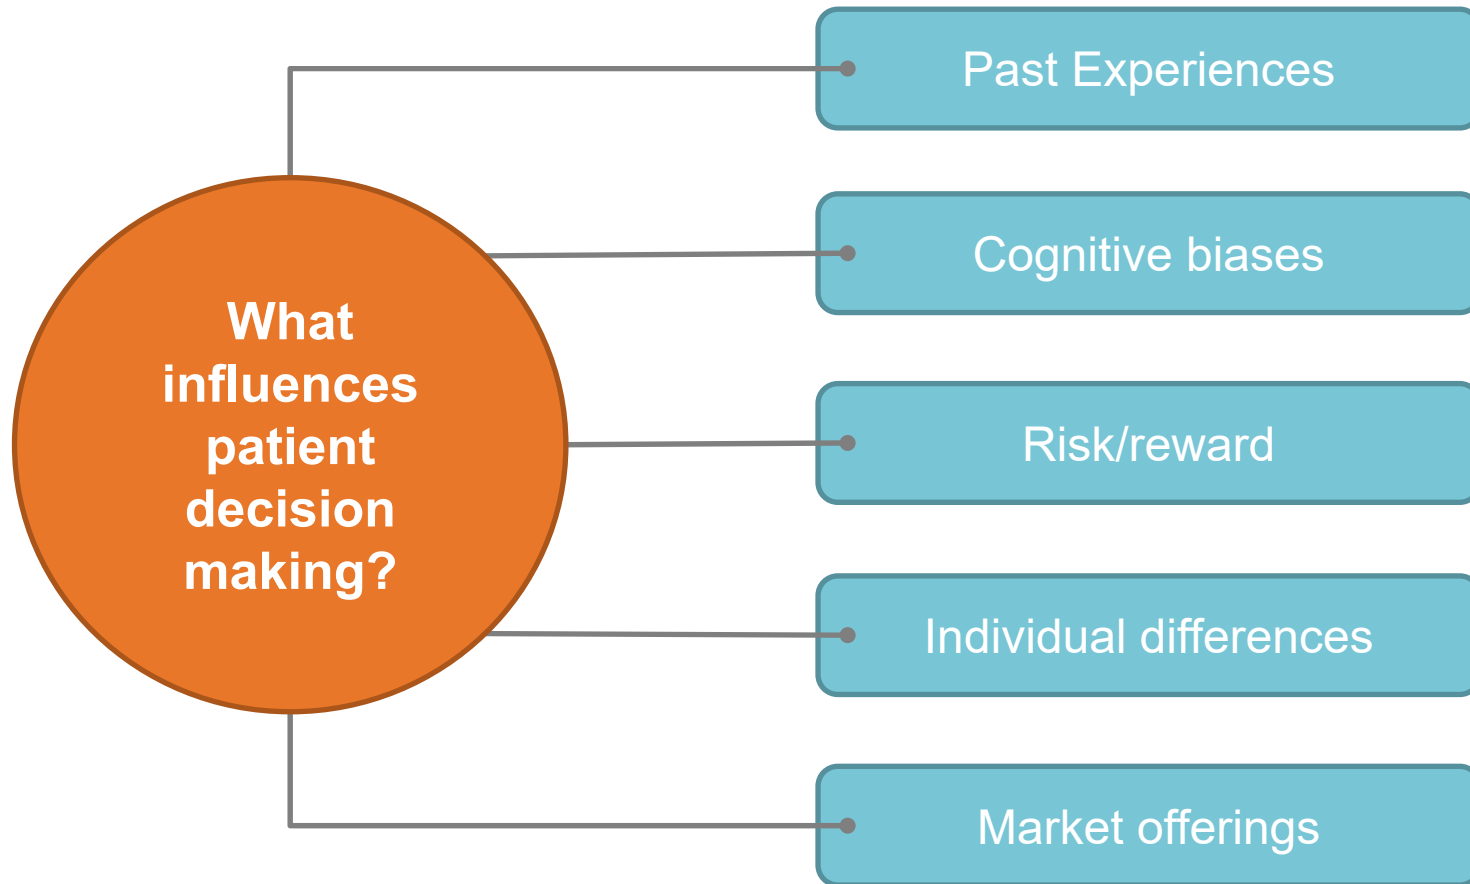 What
influences
patient
decision
making?
Past Experiences
Cognitive biases
Risk/reward
Individual differences
Market offerings